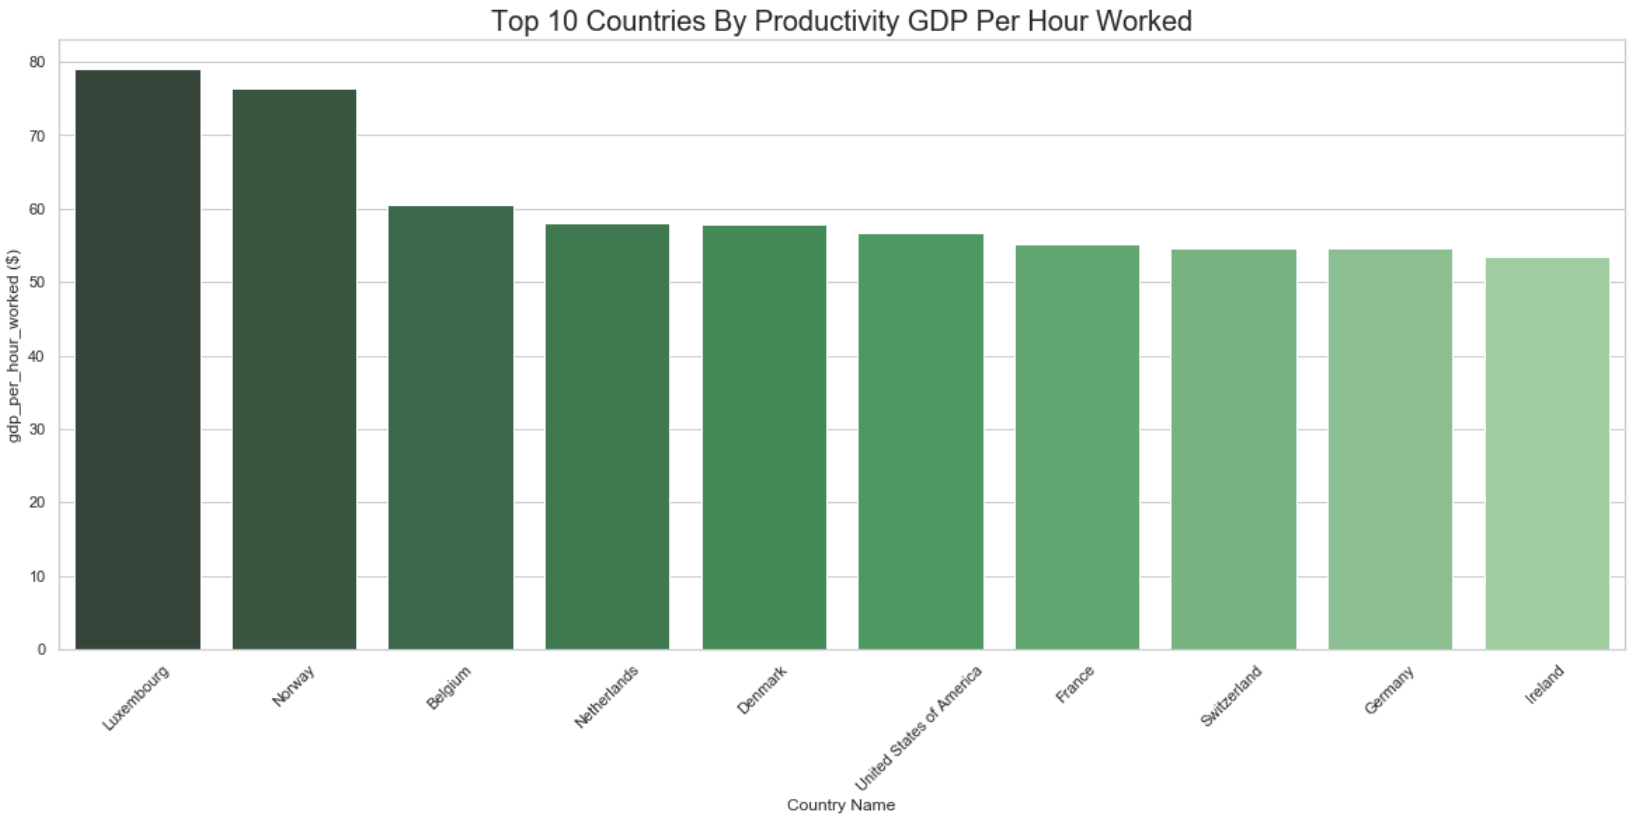 Top 10 Countries By Productivity GDP Per Hour Worked
gdp_per_hour_worked ($)
80
70
60
50
40
30
20
10
0
Luxembourg
Norway
Belgium
Netherlands
Denmark
United States of America
France
Switzerland
Germany
Ireland
Country Name